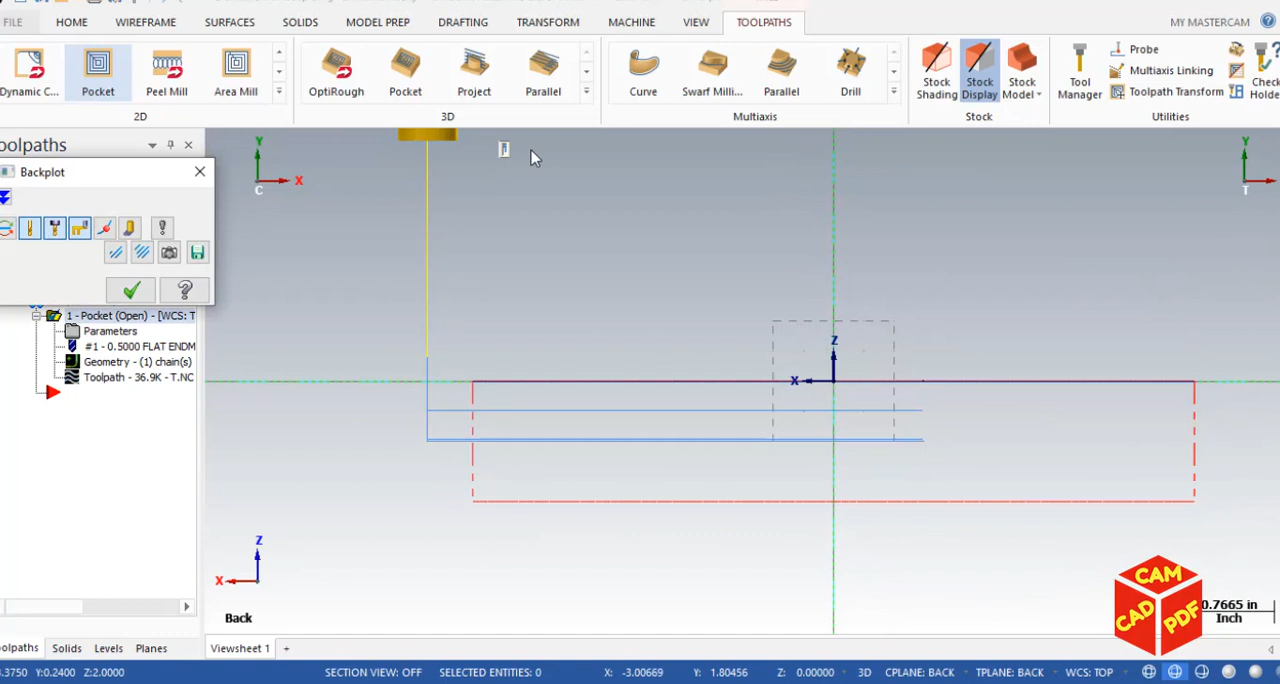 FILE HOME WIREFRAME SURFACES SOLIDS MODEL PREP DRAFTING TRANSFORM MACHINE VIEW TOOLPATHS MY MASTERCAM
Dynamic C... Pocket Peel Mill Area Mill OptiRough Pocket Project Parallel Curve Swarf Milli... Parallel Drill Stock Shading Stock Display Stock Model Tool Manager Probe Multiaxis Linking Toolpath Transform Check Holde
2D 3D Multiaxis Stock Utilities
oolpaths
Backplot
Y
X
C
Y
T
1 - Pocket (Open) - [WCS: T
Parameters
#1 - 0.5000 FLAT ENDM
Geometry - (1) chain(s)
Toolpath - 36.9K - T.NC
Z
X
Z
X
Back
CAM
CAD
PDF
0.7665 in
Inch
oolpaths Solids Levels Planes Viewsheet 1 +
.3750 Y:0.2400 Z:2.0000 SECTION VIEW: OFF SELECTED ENTITIES: 0 X: -3.00669 Y: 1.80456 Z: 0.00000 3D CPLANE: BACK TPLANE: BACK WCS: TOP